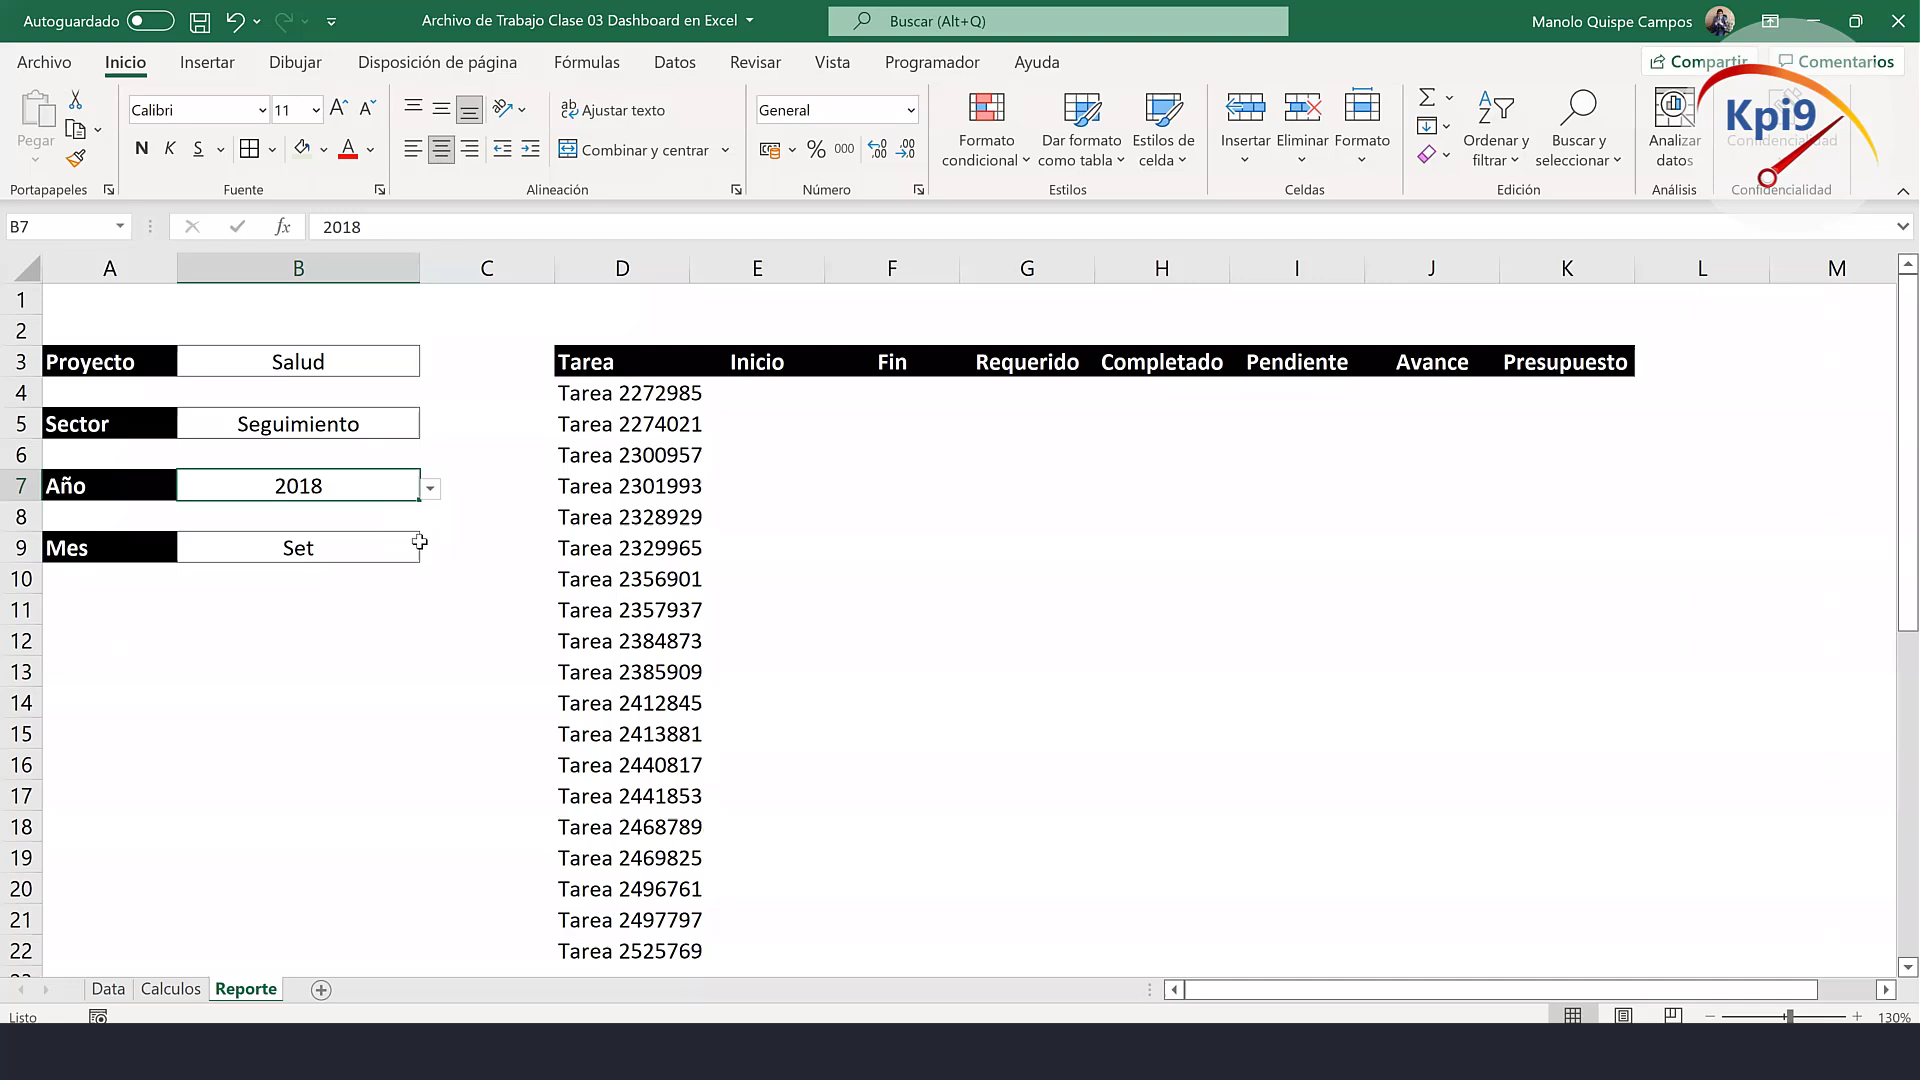 Autoguardado
Archivo de Trabajo Clase 03 Dashboard en Excel
Buscar (Alt+Q)
Manolo Quispe Campos
Archivo Inicio Insertar Dibujar Disposición de página Fórmulas Datos Revisar Vista Programador Ayuda
Compartir Comentarios
Pegar
Calibri 11
Ajustar texto
General
N K S
Combinar y centrar
% 000
Formato condicional
Dar formato como tabla
Estilos de celda
Insertar Eliminar Formato
Ordenar y filtrar
Buscar y seleccionar
Analizar datos
Confidencialidad
Kpi9
Portapapeles Fuente Alineación Número Estilos Celdas Edición Análisis Confidencialidad
B7 fx 2018
A B C D E F G H I J K L M
1
2
3 Proyecto Salud Tarea Inicio Fin Requerido Completado Pendiente Avance Presupuesto
4 Tarea 2272985
5 Sector Seguimiento Tarea 2274021
6 Tarea 2300957
7 Año 2018 Tarea 2301993
8 Tarea 2328929
9 Mes Set Tarea 2329965
10 Tarea 2356901
11 Tarea 2357937
12 Tarea 2384873
13 Tarea 2385909
14 Tarea 2412845
15 Tarea 2413881
16 Tarea 2440817
17 Tarea 2441853
18 Tarea 2468789
19 Tarea 2469825
20 Tarea 2496761
21 Tarea 2497797
22 Tarea 2525769
Data Calculos Reporte
Listo
130%